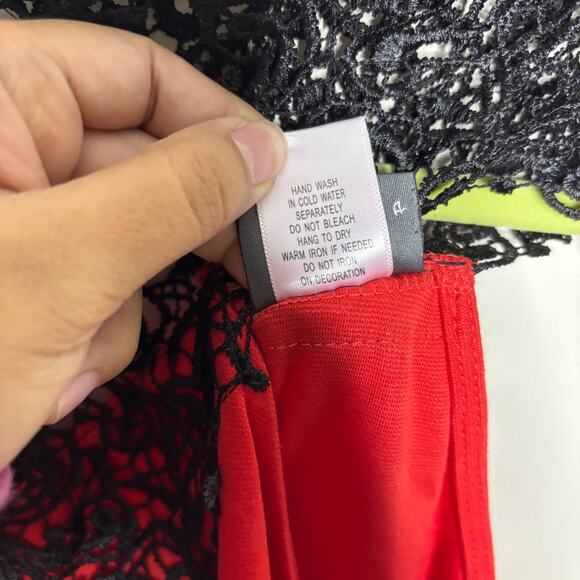 HAND WASH
IN COLD WATER
SEPARATELY
DO NOT BLEACH
HANG TO DRY
WARM IRON IF NEEDED
DO NOT IRON
ON DECORATION